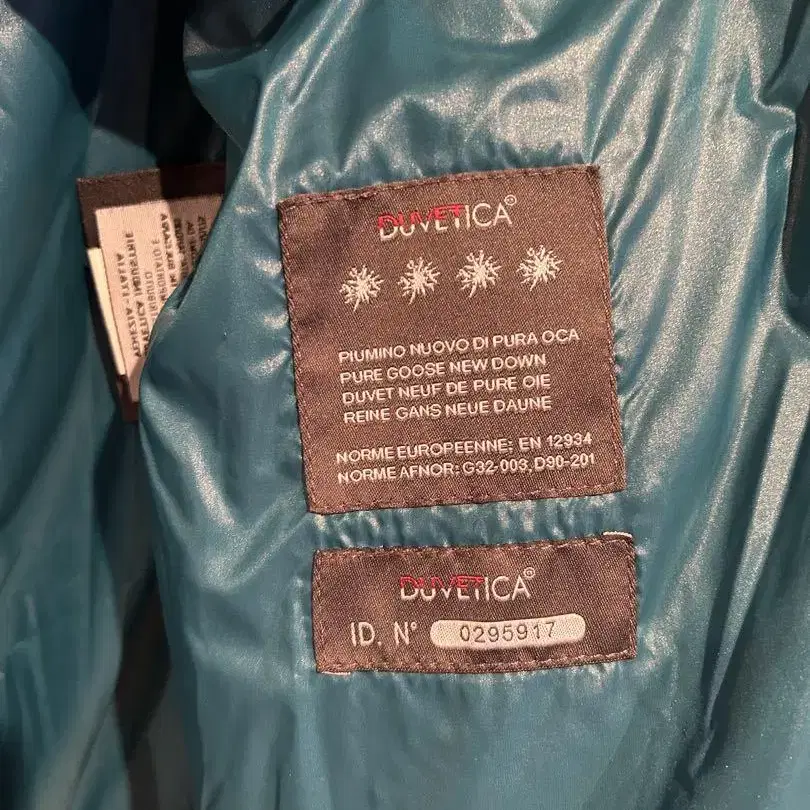 DUVETICA®
PIUMINO NUOVO DI PURA OCA
PURE GOOSE NEW DOWN
DUVET NEUF DE PURE OIE
REINE GANS NEUE DAUNE
NORME EUROPEENNE: EN 12934
NORME AFNOR: G32-003, D90-201
DUVETICA®
ID. N° 0295917